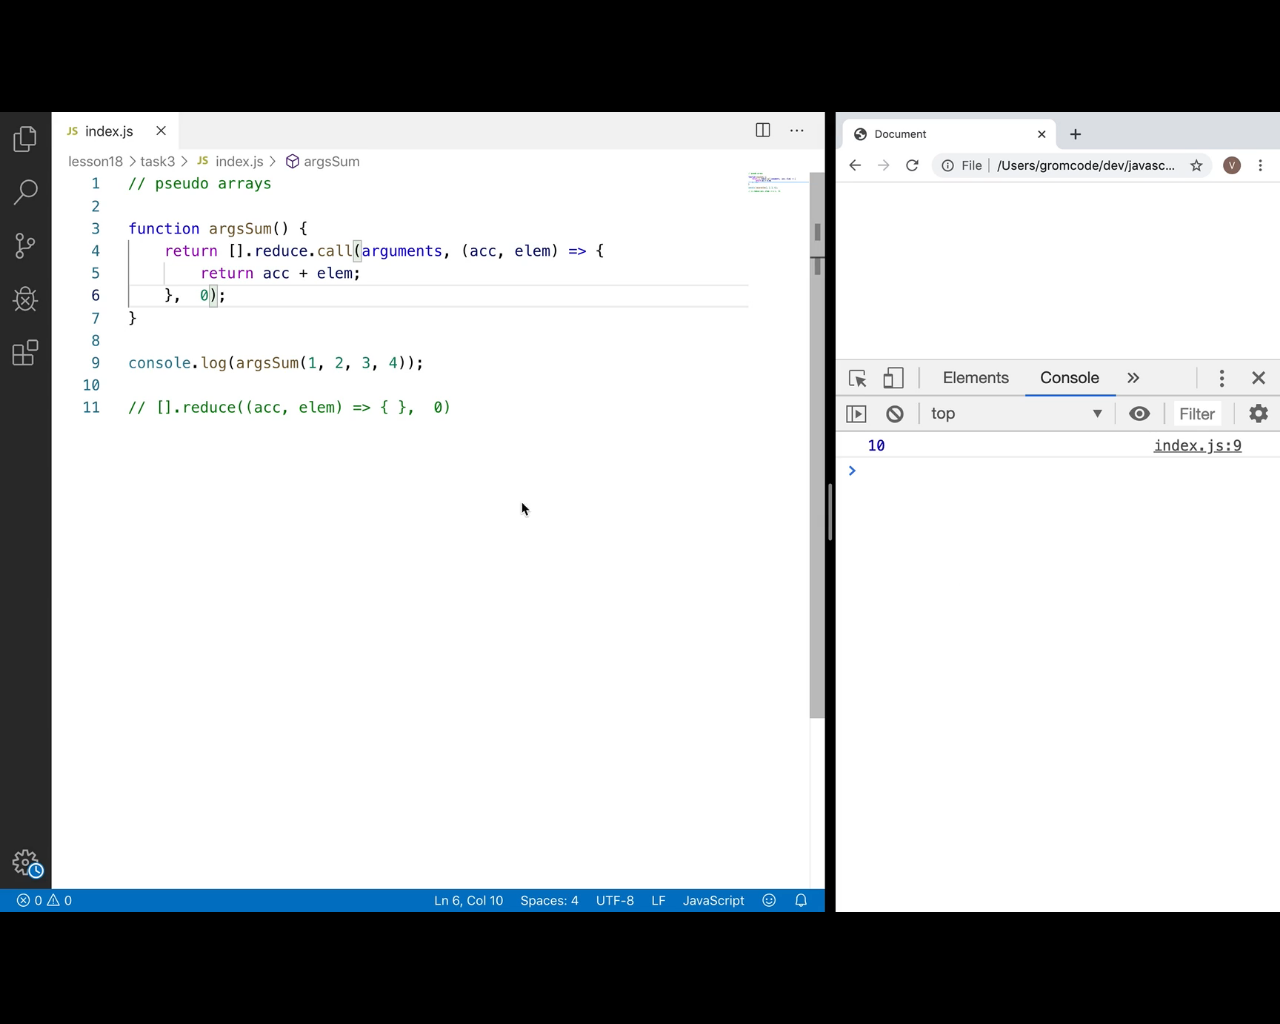 JS index.js
lesson18 > task3 > JS index.js > argsSum
1 // pseudo arrays
2
3 function argsSum() {
4     return [].reduce.call(arguments, (acc, elem) => {
5         return acc + elem;
6     },  0);
7 }
8
9 console.log(argsSum(1, 2, 3, 4));
10
11 // [].reduce((acc, elem) => { },  0)
0 0
Ln 6, Col 10 Spaces: 4 UTF-8 LF JavaScript
Document
File | /Users/gromcode/dev/javasc... V
Elements Console
top Filter
10 index.js:9